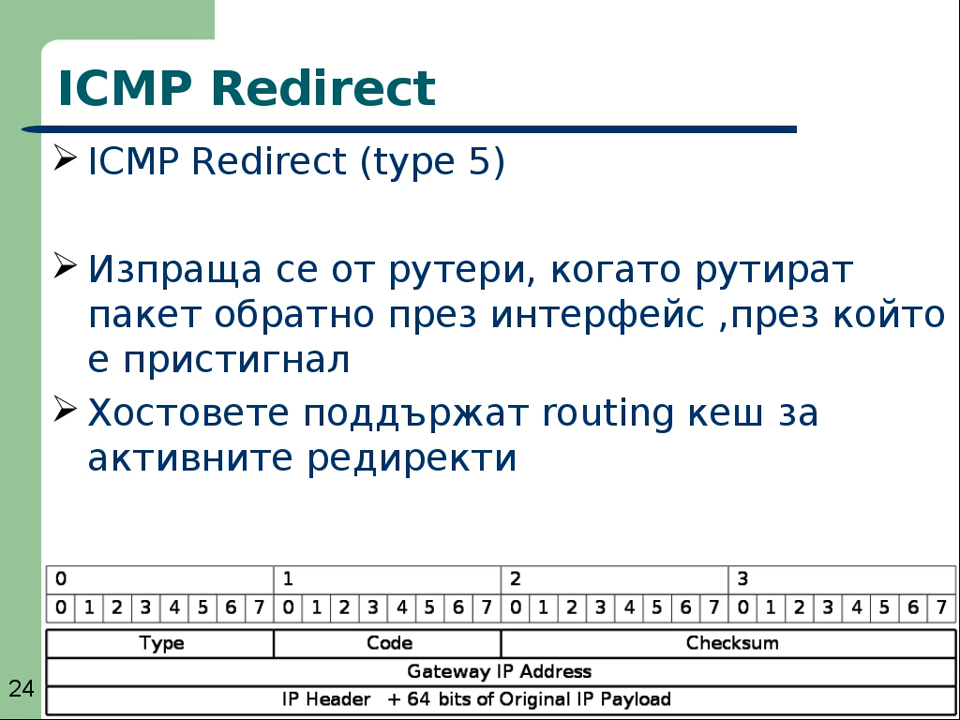 ICMP Redirect
ICMP Redirect (type 5)
Изпраща се от рутери, когато рутират
пакет обратно през интерфейс ,през който
е пристигнал
Хостовете поддържат routing кеш за
активните редиректи
0 1 2 3
0 1 2 3 4 5 6 7 0 1 2 3 4 5 6 7 0 1 2 3 4 5 6 7 0 1 2 3 4 5 6 7
Type Code Checksum
Gateway IP Address
IP Header + 64 bits of Original IP Payload
24